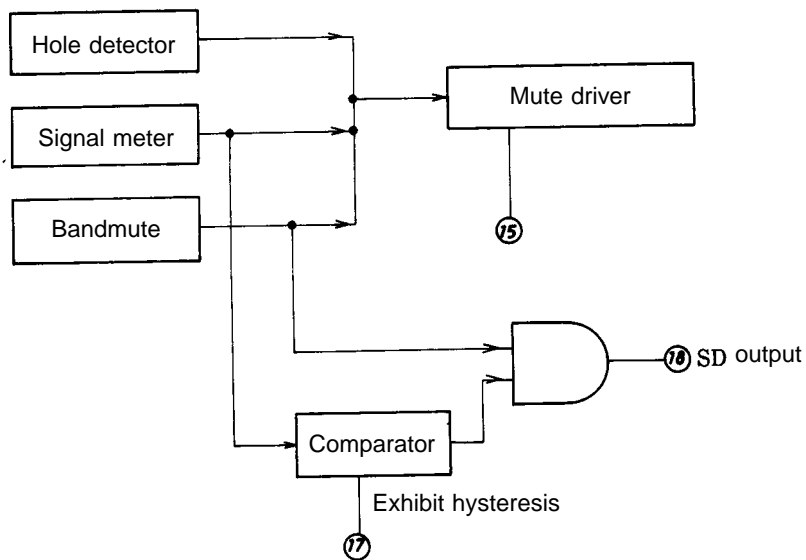 Hole detector
Mute driver
Signal meter
Bandmute
15
18 SD output
Comparator
Exhibit hysteresis
17